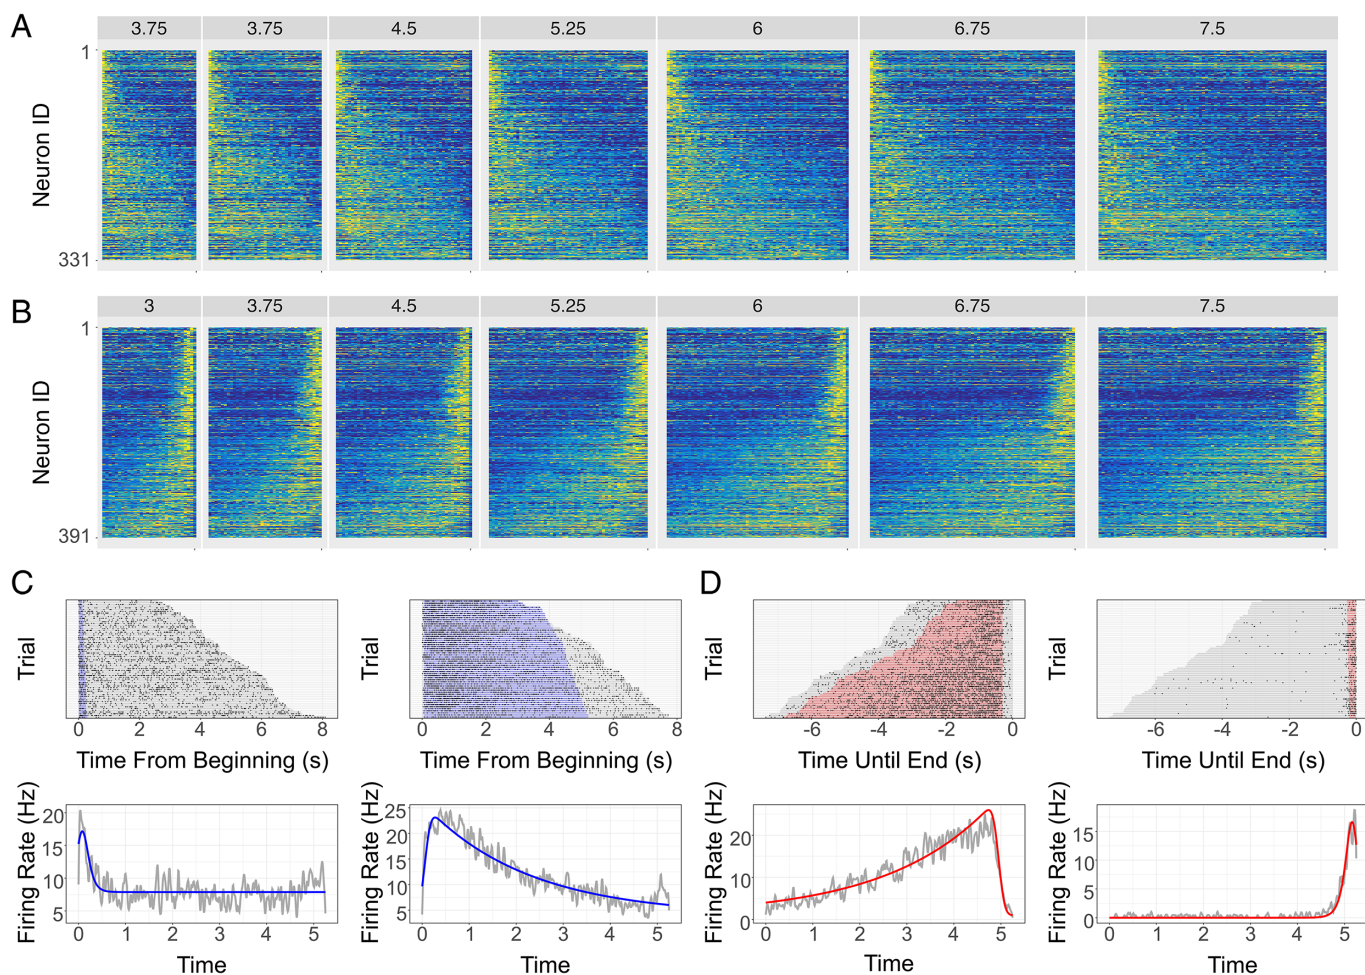 A 3.75 3.75 4.5 5.25 6 6.75 7.5
1
Neuron ID
331
B 3 3.75 4.5 5.25 6 6.75 7.5
1
Neuron ID
391
C D
Trial Trial Trial Trial
0 2 4 6 8 0 2 4 6 8 -6 -4 -2 0 -6 -4 -2 0
Time From Beginning (s) Time From Beginning (s) Time Until End (s) Time Until End (s)
Firing Rate (Hz) Firing Rate (Hz) Firing Rate (Hz) Firing Rate (Hz)
20 25 20 15
15 20 10 10
10 15 0 5
5 10 0
5
0 1 2 3 4 5 0 1 2 3 4 5 0 1 2 3 4 5 0 1 2 3 4 5
Time Time Time Time